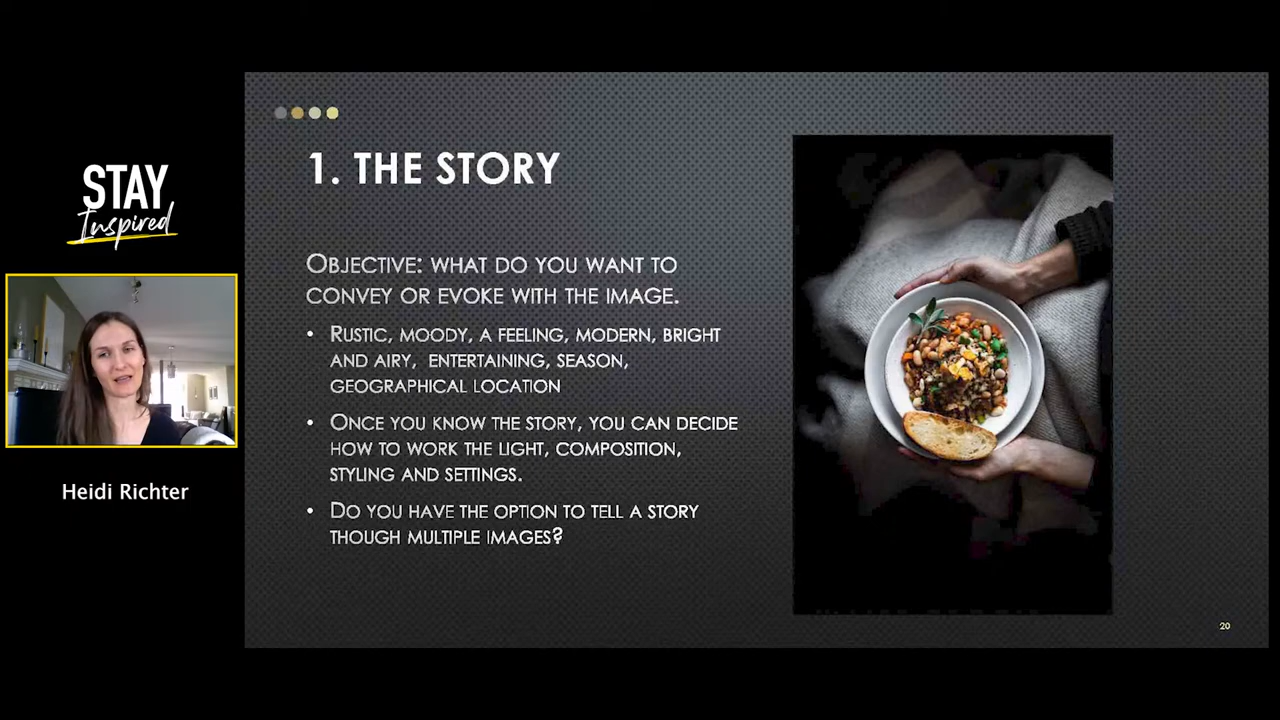 STAY
Inspired
Heidi Richter
1. THE STORY
OBJECTIVE: WHAT DO YOU WANT TO
CONVEY OR EVOKE WITH THE IMAGE.
• RUSTIC, MOODY, A FEELING, MODERN, BRIGHT
AND AIRY, ENTERTAINING, SEASON,
GEOGRAPHICAL LOCATION
• ONCE YOU KNOW THE STORY, YOU CAN DECIDE
HOW TO WORK THE LIGHT, COMPOSITION,
STYLING AND SETTINGS.
• DO YOU HAVE THE OPTION TO TELL A STORY
THOUGH MULTIPLE IMAGES?
20